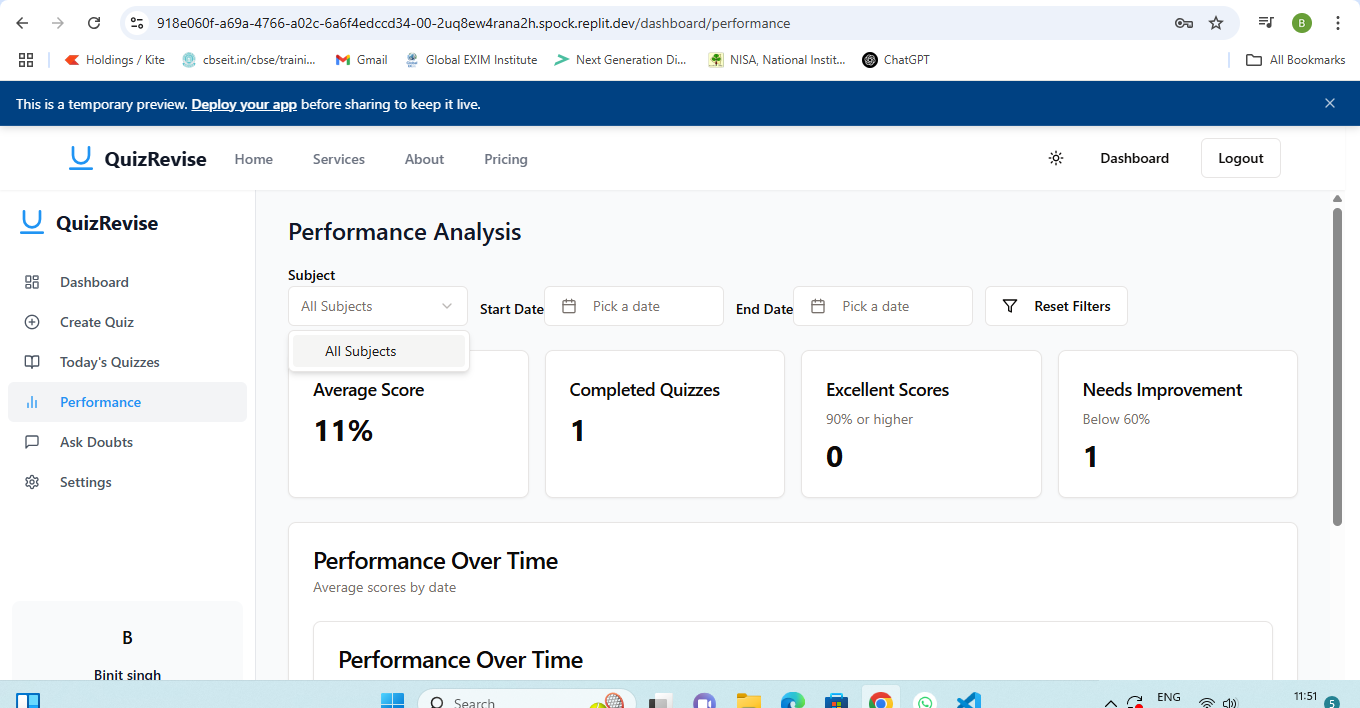 918e060f-a69a-4766-a02c-6a6f4edccd34-00-2uq8ew4rana2h.spock.replit.dev/dashboard/performance
B
Holdings / Kite
cbseit.in/cbse/traini...
Gmail
Global EXIM Institute
Next Generation Di...
NISA, National Instit...
ChatGPT
All Bookmarks
This is a temporary preview. Deploy your app before sharing to keep it live.
QuizRevise
Home
Services
About
Pricing
Dashboard
Logout
QuizRevise
Dashboard
Create Quiz
Today's Quizzes
Performance
Ask Doubts
Settings
B
Binit singh
Performance Analysis
Subject
All Subjects
Start Date
Pick a date
End Date
Pick a date
Reset Filters
All Subjects
Average Score
11%
Completed Quizzes
1
Excellent Scores
90% or higher
0
Needs Improvement
Below 60%
1
Performance Over Time
Average scores by date
Performance Over Time
Search
ENG
11:51
5